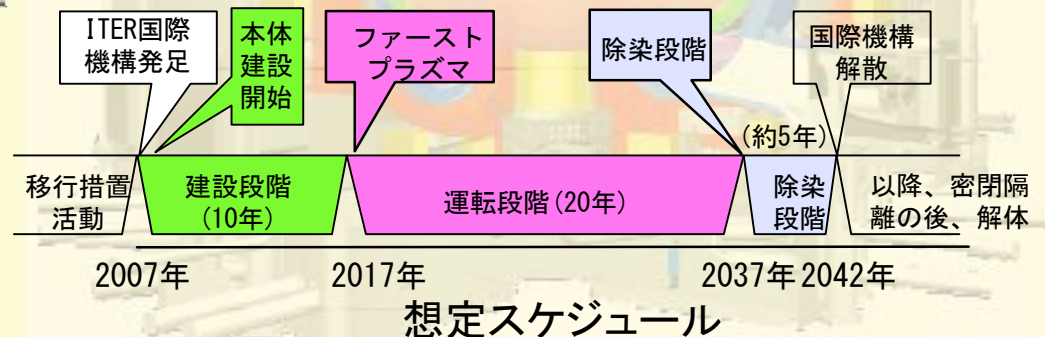 ITER国際
機構発足
本体
建設
開始
ファースト
プラズマ
除染段階
国際機構
解散
(約5年)
移行措置
活動
建設段階
(10年)
運転段階(20年)
除染
段階
以降、密閉隔
離の後、解体
2007年
2017年
2037年
2042年
想定スケジュール